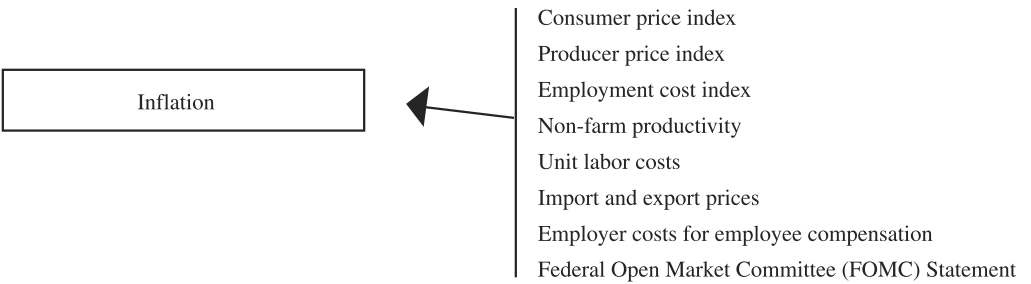 Inflation
Consumer price index
Producer price index
Employment cost index
Non-farm productivity
Unit labor costs
Import and export prices
Employer costs for employee compensation
Federal Open Market Committee (FOMC) Statement